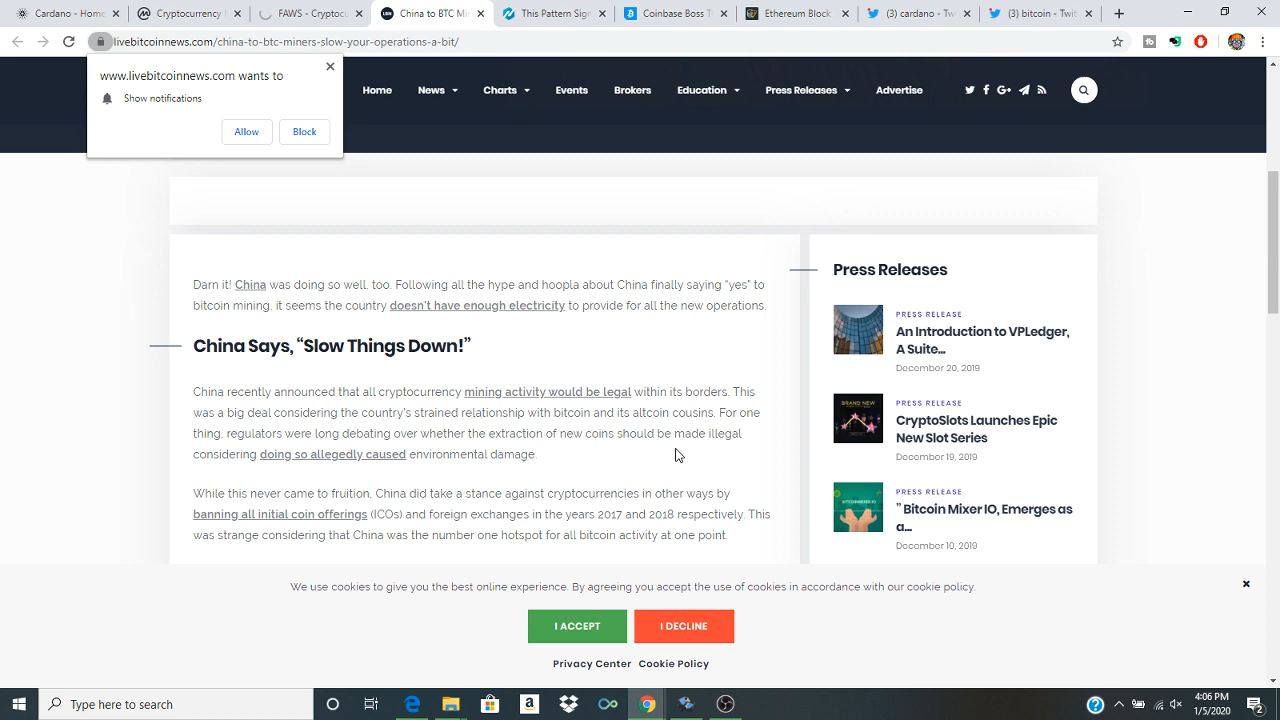 (105) Global
Cryptocurrency
FAWS - Cryptoc
China to BTC Mi
This Pattern Sig
Coinbase Boss T
Ethereum Block
(3) cardano - Tw
(3) bitcoin - Twit
livebitcoinnews.com/china-to-btc-miners-slow-your-operations-a-bit/
www.livebitcoinnews.com wants to
Show notifications
Allow
Block
Home
News
Charts
Events
Brokers
Education
Press Releases
Advertise
Darn it! China was doing so well, too. Following all the hype and hoopla about China finally saying “yes” to
bitcoin mining, it seems the country doesn’t have enough electricity to provide for all the new operations.
China Says, “Slow Things Down!”
China recently announced that all cryptocurrency mining activity would be legal within its borders. This
was a big deal considering the country’s strained relationship with bitcoin and its altcoin cousins. For one
thing, regulators were long debating over whether the extraction of new coins should be made illegal
considering doing so allegedly caused environmental damage.
While this never came to fruition, China did take a stance against cryptocurrencies in other ways by
banning all initial coin offerings (ICOs) and foreign exchanges in the years 2017 and 2018 respectively. This
was strange considering that China was the number one hotspot for all bitcoin activity at one point.
Press Releases
PRESS RELEASE
An Introduction to VPLedger,
A Suite...
December 20, 2019
PRESS RELEASE
CryptoSlots Launches Epic
New Slot Series
December 19, 2019
PRESS RELEASE
” Bitcoin Mixer IO, Emerges as
a...
December 10, 2019
We use cookies to give you the best online experience. By agreeing you accept the use of cookies in accordance with our cookie policy.
I ACCEPT
I DECLINE
Privacy Center
Cookie Policy
Type here to search
4:06 PM
1/5/2020